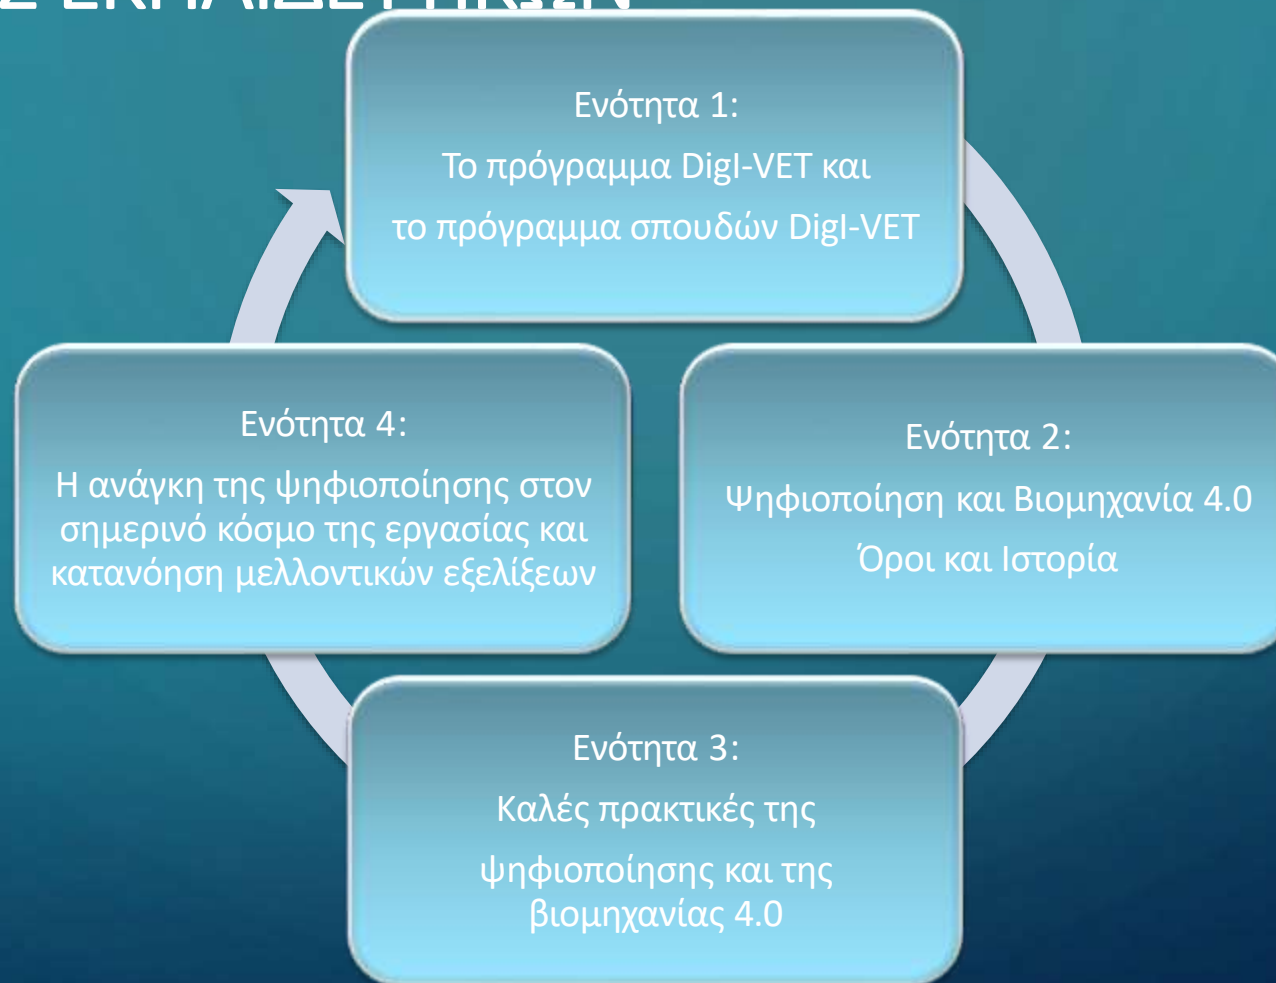 Ενότητα 1:
Το πρόγραμμα DigI-VET και
το πρόγραμμα σπουδών DigI-VET
Ενότητα 2:
Ψηφιοποίηση και Βιομηχανία 4.0
Όροι και Ιστορία
Ενότητα 3:
Καλές πρακτικές της
ψηφιοποίησης και της
βιομηχανίας 4.0
Ενότητα 4:
Η ανάγκη της ψηφιοποίησης στον
σημερινό κόσμο της εργασίας και
κατανόηση μελλοντικών εξελίξεων